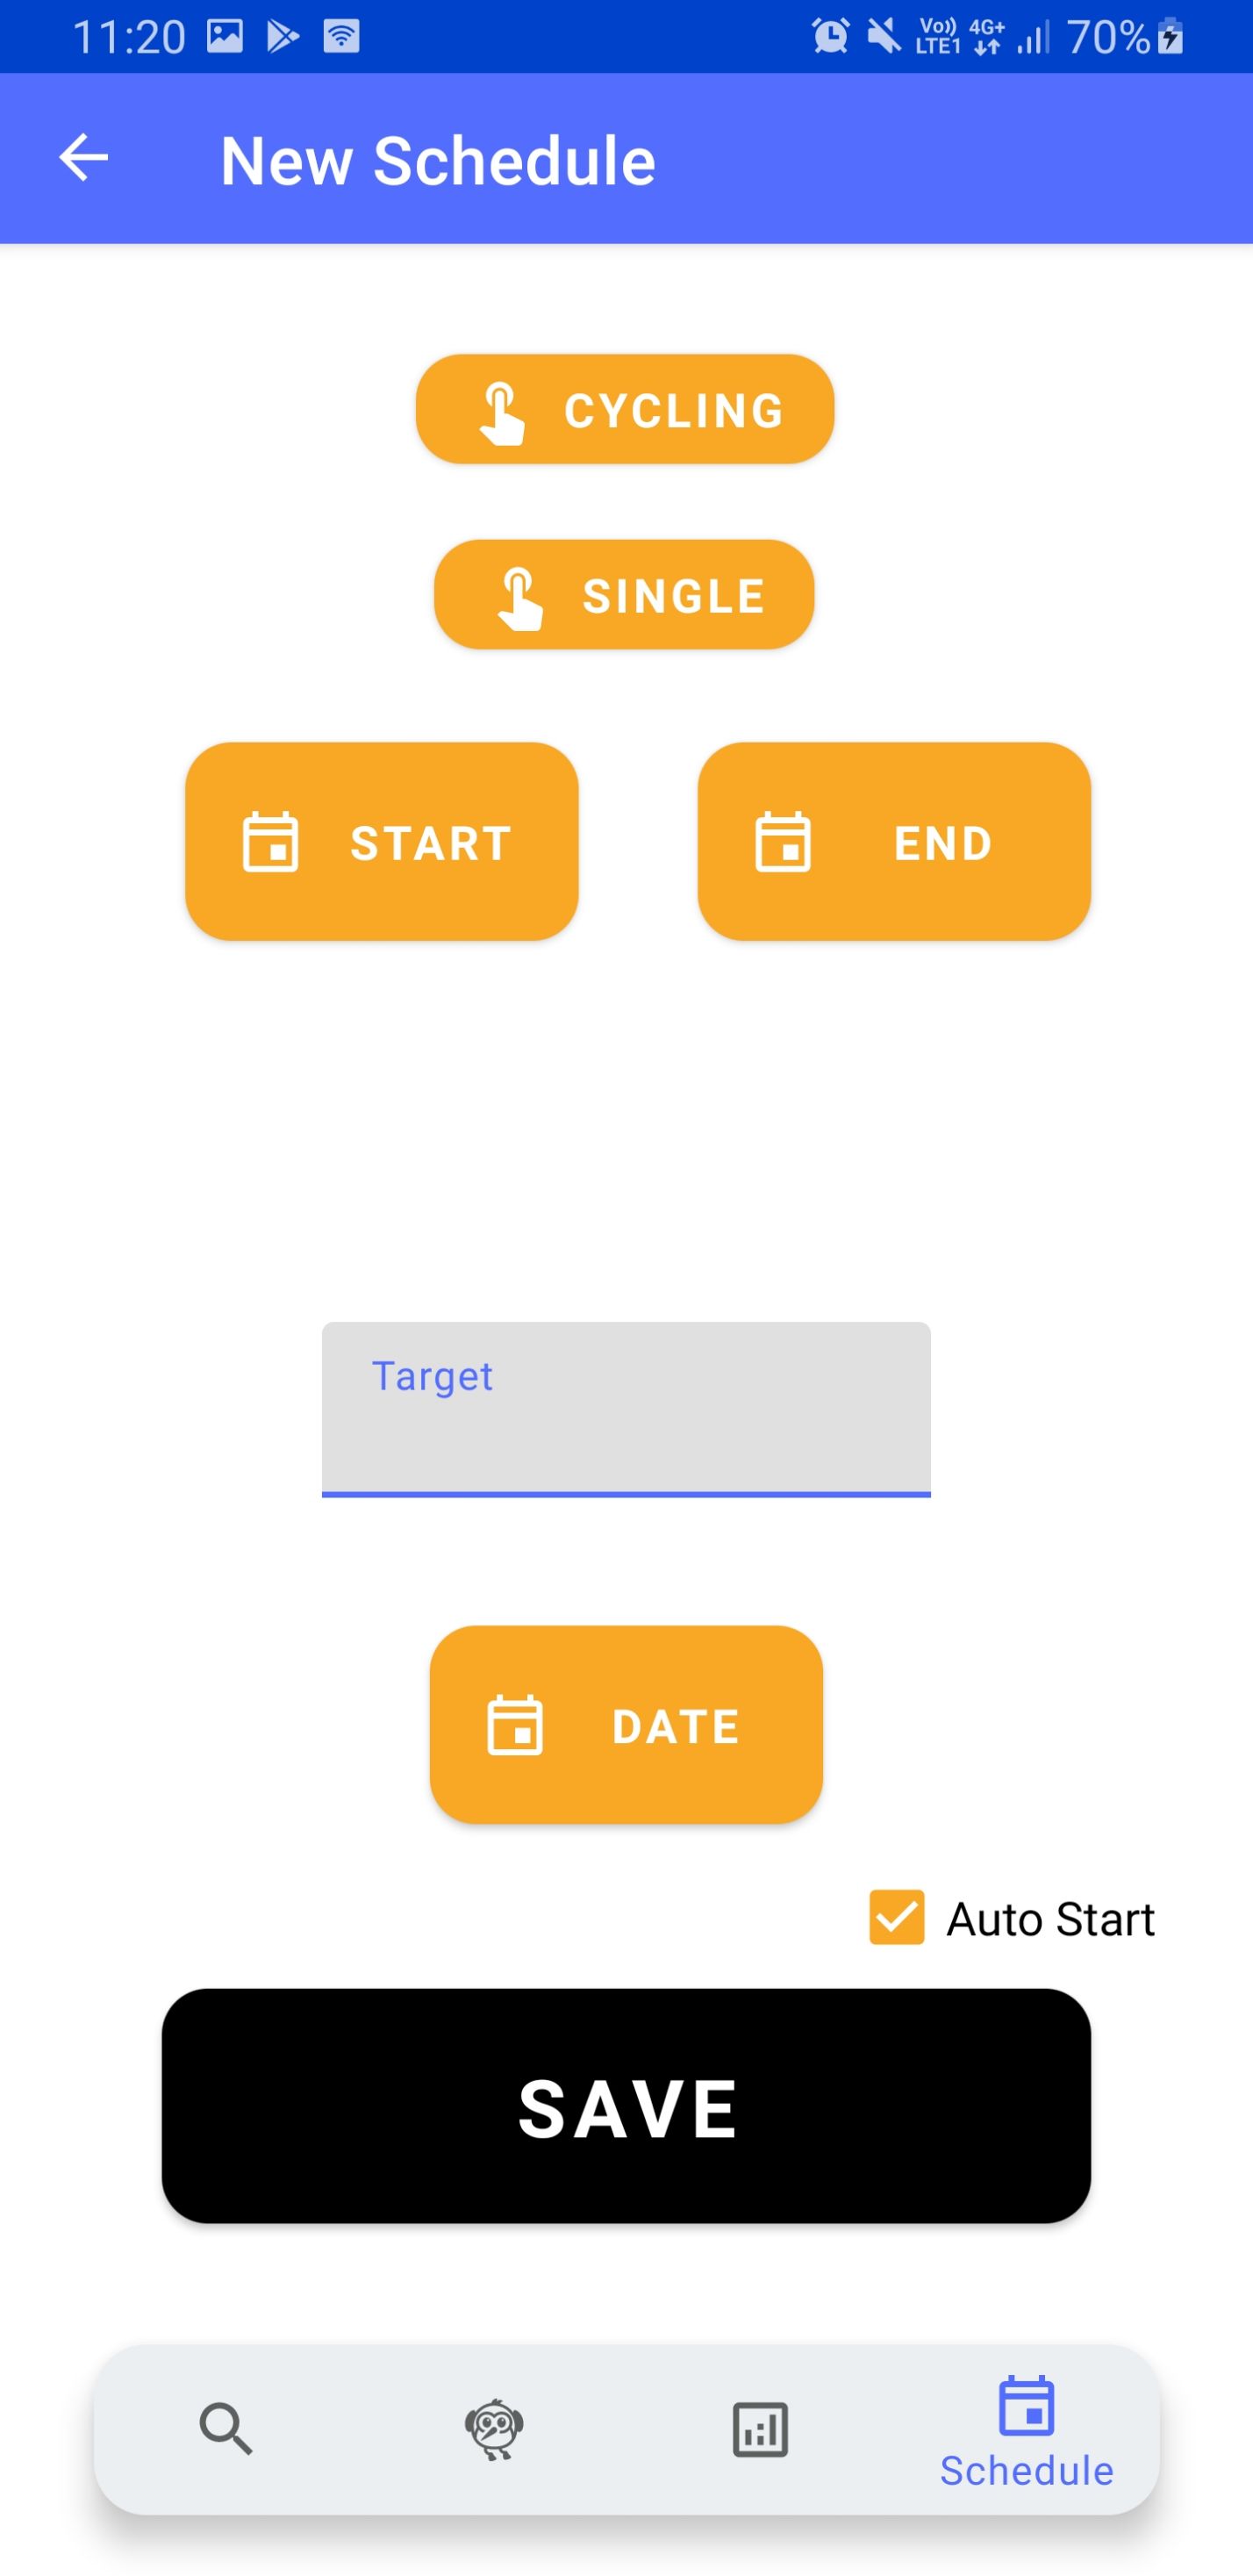 11:20
Vo)) LTE1 4G+ 70%
New Schedule
CYCLING
SINGLE
START END
Target
DATE
Auto Start
SAVE
Schedule